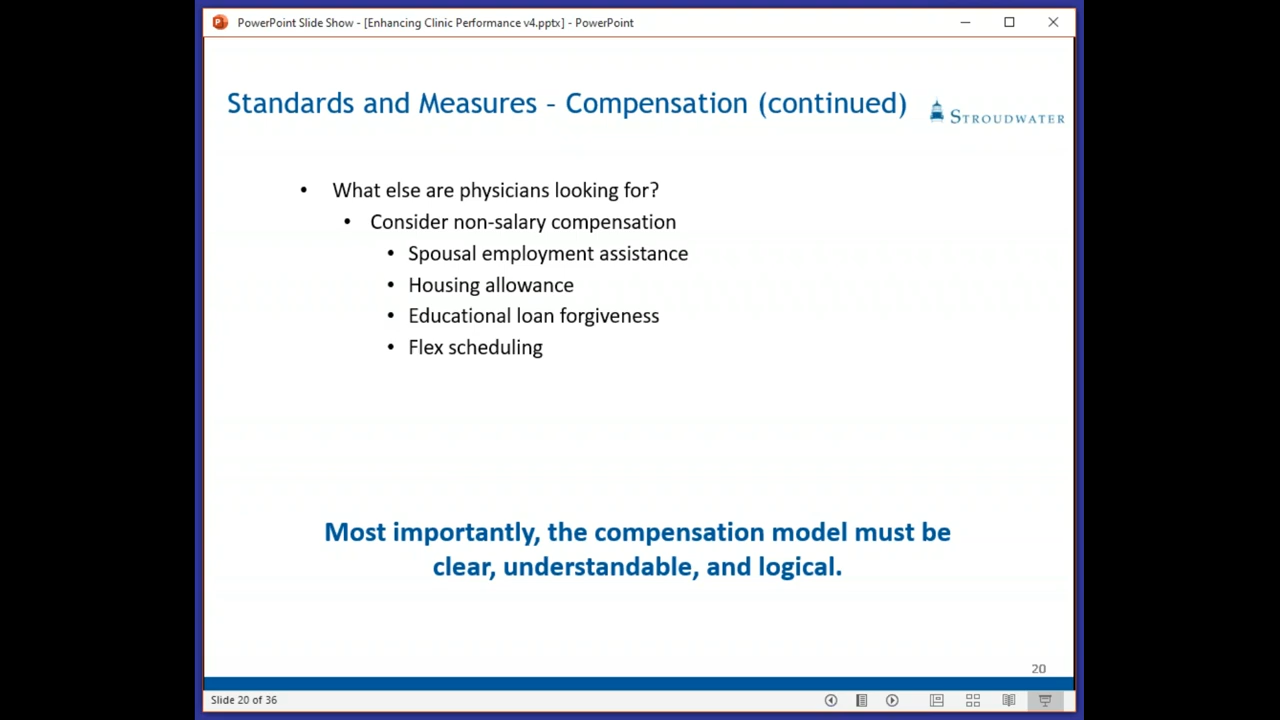 PowerPoint Slide Show - [Enhancing Clinic Performance v4.pptx] - PowerPoint
Standards and Measures - Compensation (continued)
STROUDWATER
• What else are physicians looking for?
• Consider non-salary compensation
• Spousal employment assistance
• Housing allowance
• Educational loan forgiveness
• Flex scheduling
Most importantly, the compensation model must be
clear, understandable, and logical.
20
Slide 20 of 36